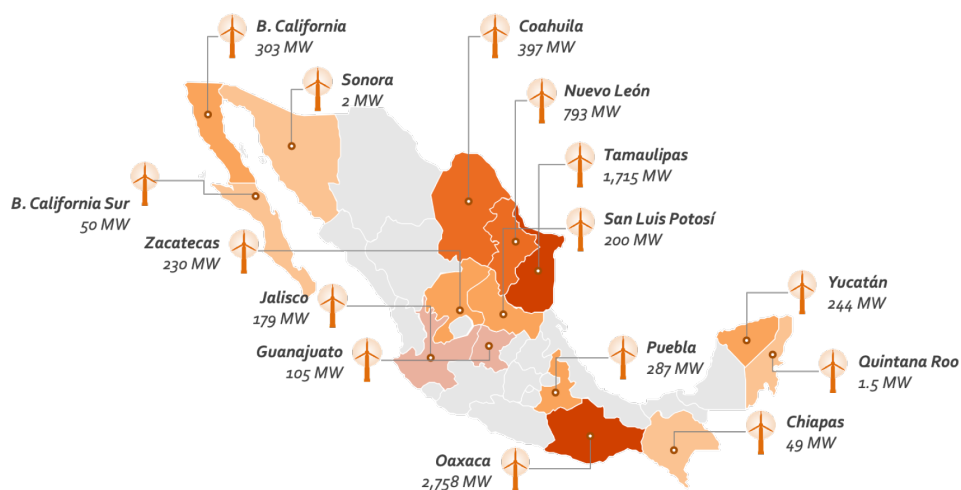 B. California
303 MW
Coahuila
397 MW
Sonora
2 MW
Nuevo León
793 MW
Tamaulipas
1,715 MW
B. California Sur
50 MW
San Luis Potosí
200 MW
Zacatecas
230 MW
Yucatán
244 MW
Jalisco
179 MW
Guanajuato
105 MW
Puebla
287 MW
Quintana Roo
1.5 MW
Chiapas
49 MW
Oaxaca
2,758 MW